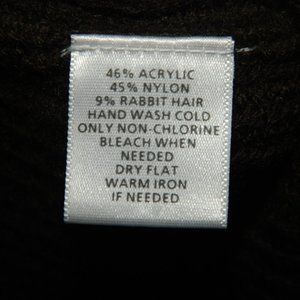 46% ACRYLIC
45% NYLON
9% RABBIT HAIR
HAND WASH COLD
ONLY NON-CHLORINE
BLEACH WHEN
NEEDED
DRY FLAT
WARM IRON
IF NEEDED